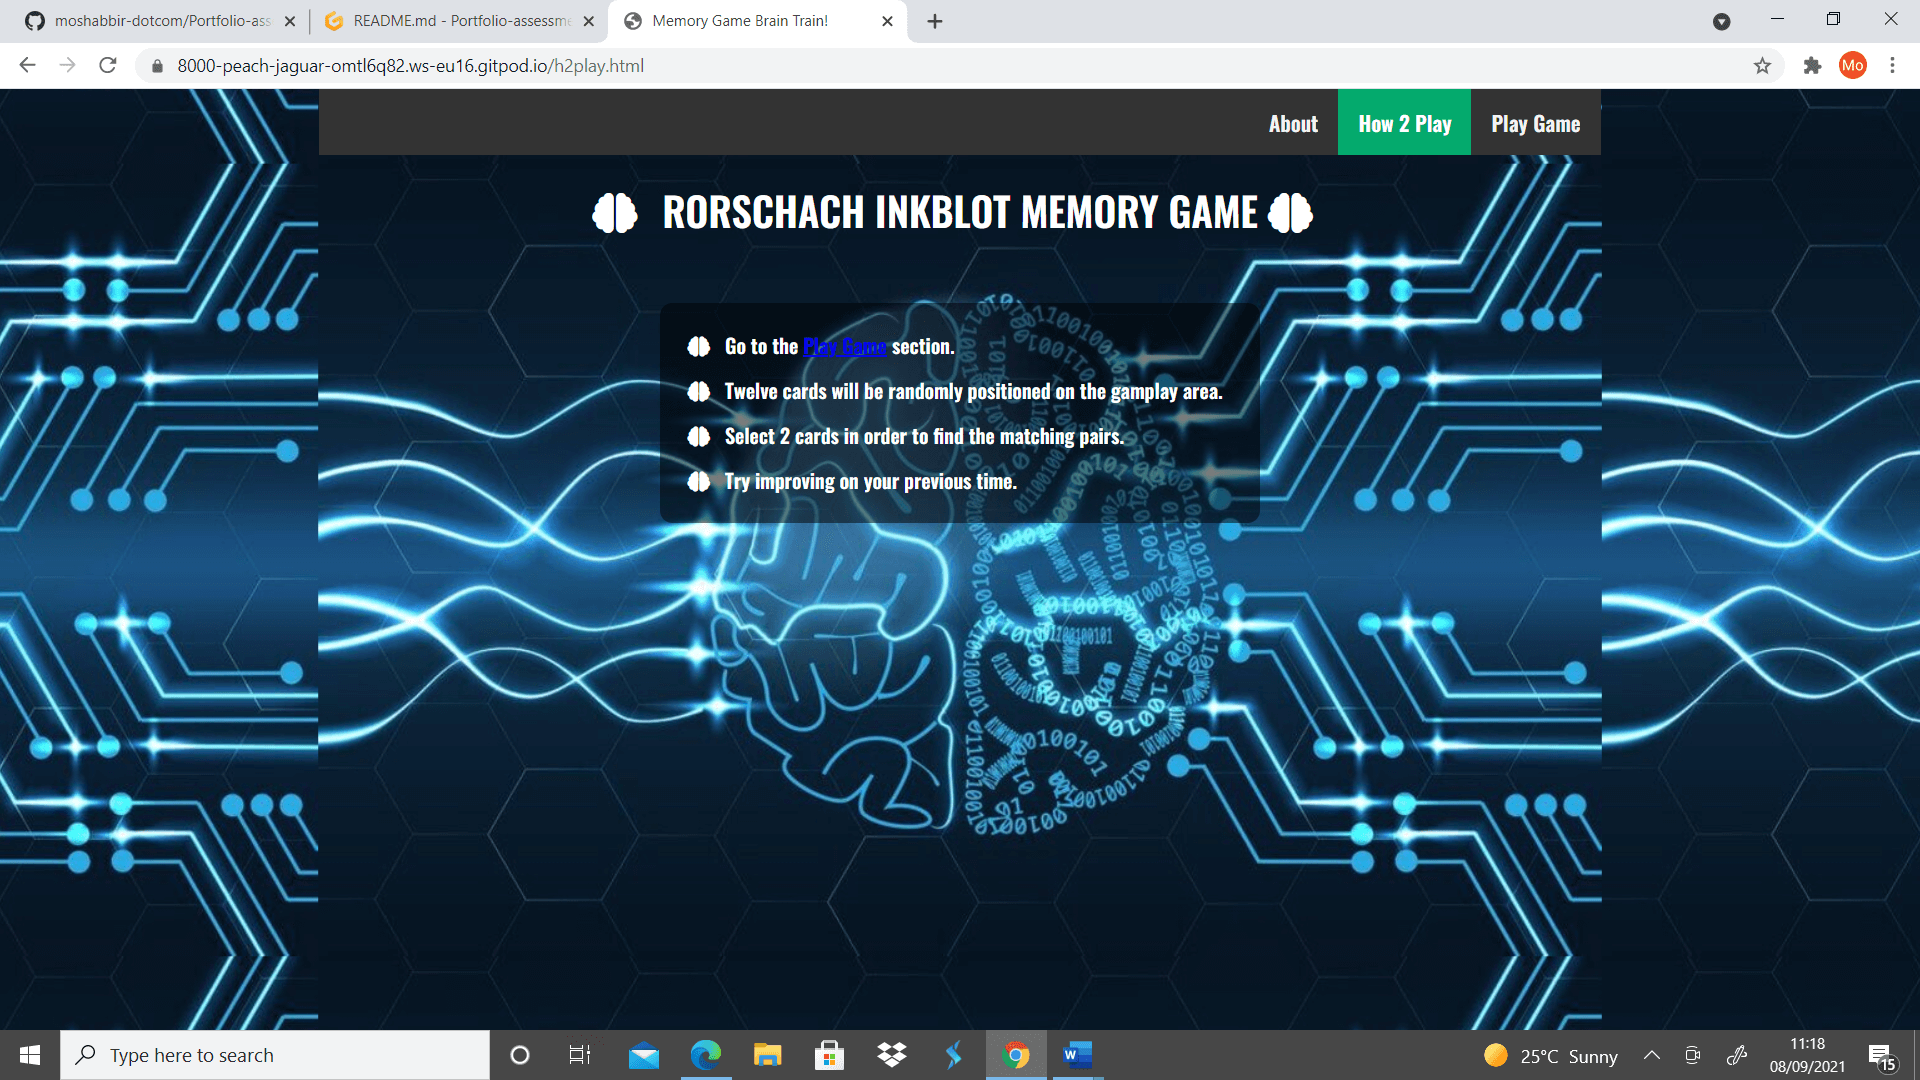 moshabbir-dotcom/Portfolio-ass
README.md - Portfolio-assessme
Memory Game Brain Train!
8000-peach-jaguar-omtl6q82.ws-eu16.gitpod.io/h2play.html
Mo
About
How 2 Play
Play Game
RORSCHACH INKBLOT MEMORY GAME
Go to the Play Game section.
Twelve cards will be randomly positioned on the gamplay area.
Select 2 cards in order to find the matching pairs.
Try improving on your previous time.
Type here to search
25°C Sunny
11:18
08/09/2021
15